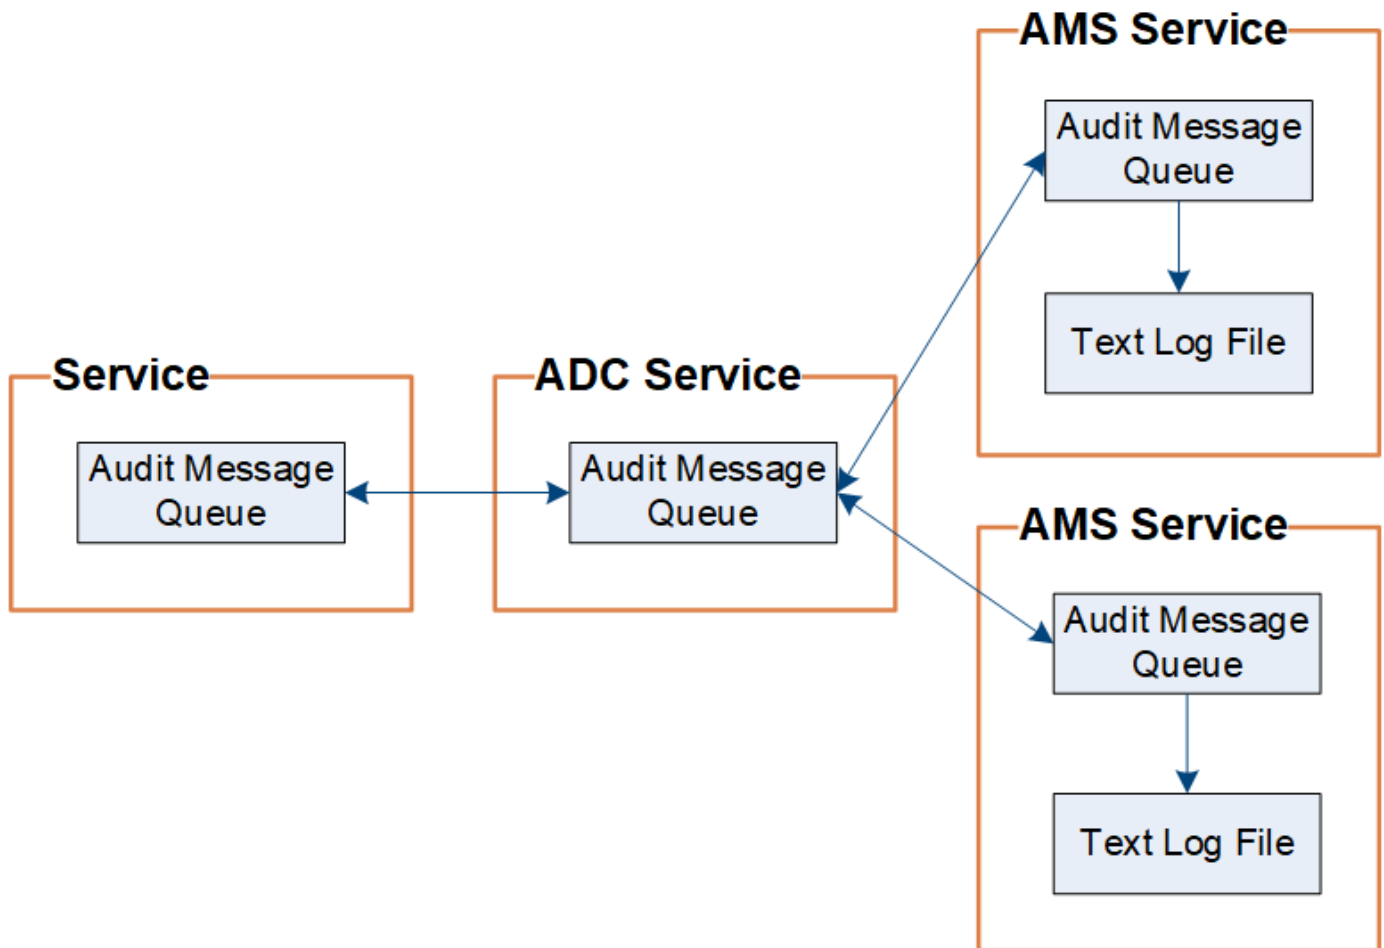 AMS Service
Audit Message
Queue
Text Log File
Service
Audit Message
Queue
ADC Service
Audit Message
Queue
AMS Service
Audit Message
Queue
Text Log File